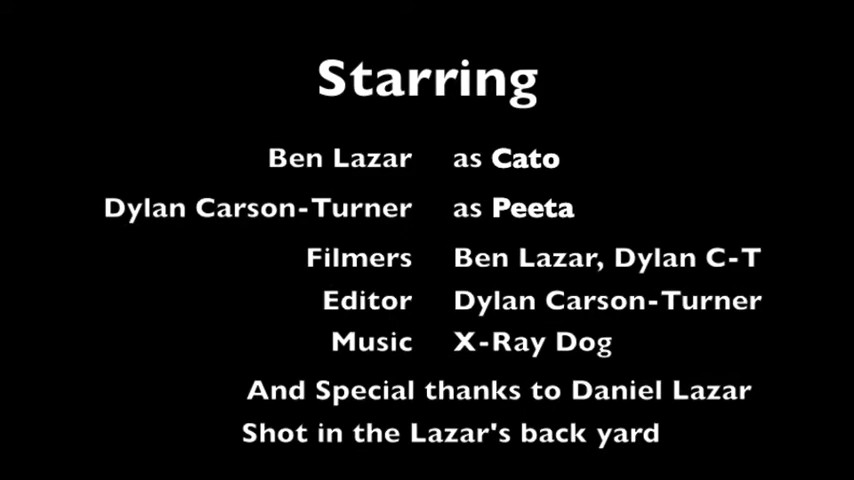 Starring
Ben Lazar as Cato
Dylan Carson-Turner as Peeta
Filmers Ben Lazar, Dylan C-T
Editor Dylan Carson-Turner
Music X-Ray Dog
And Special thanks to Daniel Lazar
Shot in the Lazar's back yard